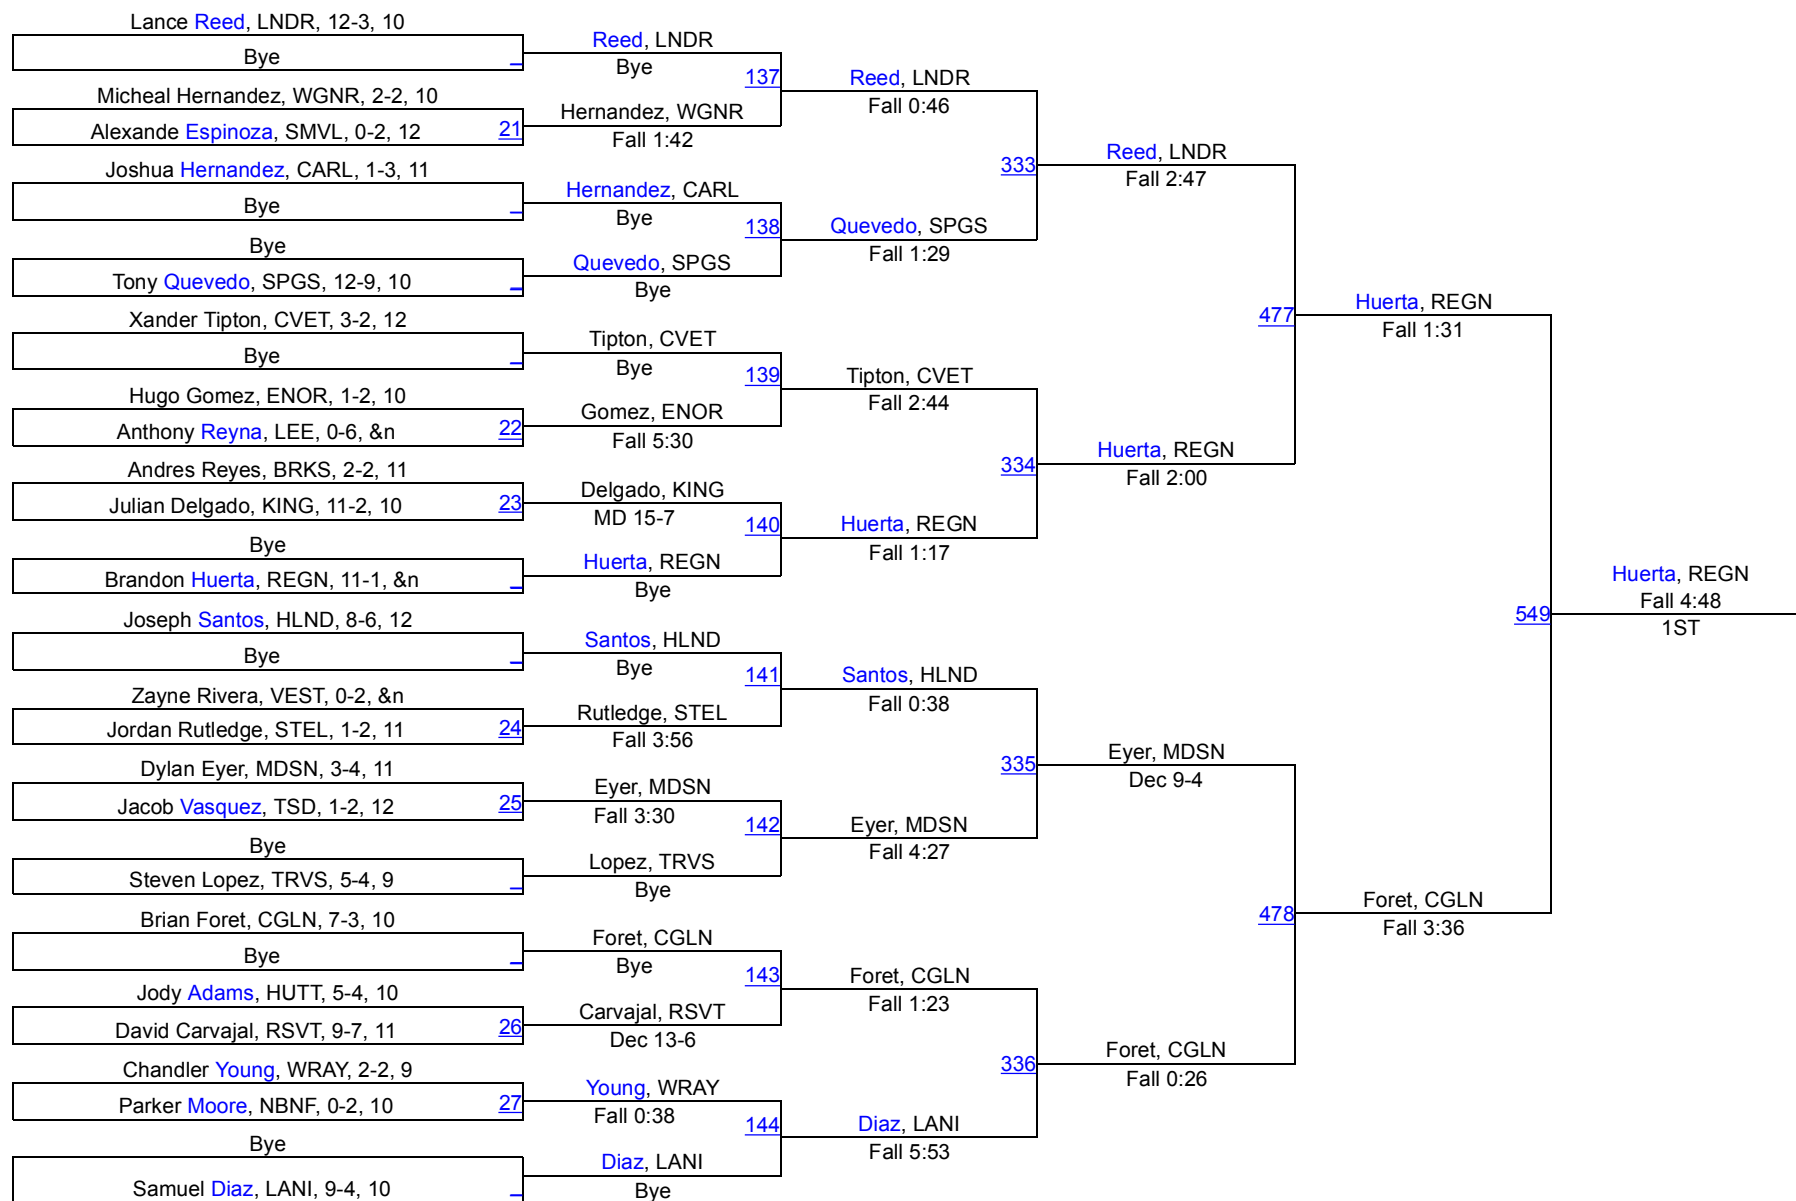 Lance Reed, LNDR, 12-3, 10
Bye
Micheal Hernandez, WGNR, 2-2, 10
Alexande Espinoza, SMVL, 0-2, 12
21
Joshua Hernandez, CARL, 1-3, 11
Bye
Bye
Tony Quevedo, SPGS, 12-9, 10
Xander Tipton, CVET, 3-2, 12
Bye
Hugo Gomez, ENOR, 1-2, 10
Anthony Reyna, LEE, 0-6, &n
22
Andres Reyes, BRKS, 2-2, 11
Julian Delgado, KING, 11-2, 10
23
Bye
Brandon Huerta, REGN, 11-1, &n
Joseph Santos, HLND, 8-6, 12
Bye
Zayne Rivera, VEST, 0-2, &n
Jordan Rutledge, STEL, 1-2, 11
24
Dylan Eyer, MDSN, 3-4, 11
Jacob Vasquez, TSD, 1-2, 12
25
Bye
Steven Lopez, TRVS, 5-4, 9
Brian Foret, CGLN, 7-3, 10
Bye
Jody Adams, HUTT, 5-4, 10
David Carvajal, RSVT, 9-7, 11
26
Chandler Young, WRAY, 2-2, 9
Parker Moore, NBNF, 0-2, 10
27
Bye
Samuel Diaz, LANI, 9-4, 10
Reed, LNDR
Bye
137
Hernandez, WGNR
Fall 1:42
Hernandez, CARL
Bye
138
Quevedo, SPGS
Bye
Tipton, CVET
Bye
139
Gomez, ENOR
Fall 5:30
Delgado, KING
MD 15-7
140
Huerta, REGN
Bye
Santos, HLND
Bye
141
Rutledge, STEL
Fall 3:56
Eyer, MDSN
Fall 3:30
142
Lopez, TRVS
Bye
Foret, CGLN
Bye
143
Carvajal, RSVT
Dec 13-6
Young, WRAY
Fall 0:38
144
Diaz, LANI
Bye
Reed, LNDR
Fall 0:46
333
Quevedo, SPGS
Fall 1:29
Tipton, CVET
Fall 2:44
334
Huerta, REGN
Fall 1:17
Santos, HLND
Fall 0:38
335
Eyer, MDSN
Fall 4:27
Foret, CGLN
Fall 1:23
336
Diaz, LANI
Fall 5:53
Reed, LNDR
Fall 2:47
477
Huerta, REGN
Fall 2:00
Eyer, MDSN
Dec 9-4
478
Foret, CGLN
Fall 0:26
Huerta, REGN
Fall 1:31
549
Foret, CGLN
Fall 3:36
Huerta, REGN
Fall 4:48
1ST